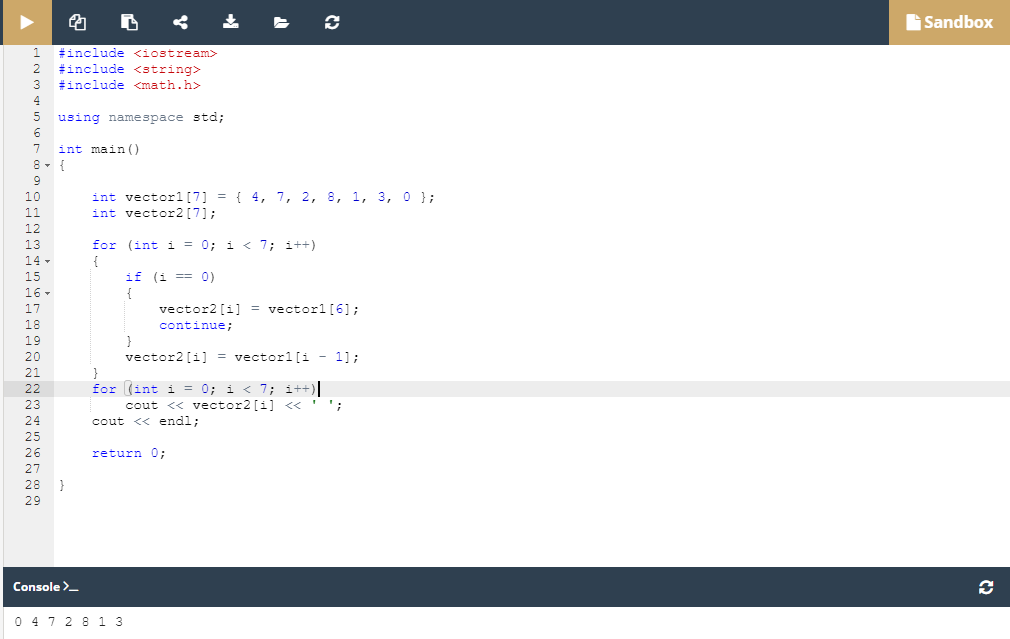 Sandbox
1 #include <iostream>
2 #include <string>
3 #include <math.h>
4
5 using namespace std;
6
7 int main()
8 {
9
10     int vector1[7] = { 4, 7, 2, 8, 1, 3, 0 };
11     int vector2[7];
12
13     for (int i = 0; i < 7; i++)
14     {
15         if (i == 0)
16         {
17             vector2[i] = vector1[6];
18             continue;
19         }
20         vector2[i] = vector1[i - 1];
21     }
22     for (int i = 0; i < 7; i++)
23         cout << vector2[i] << ' ';
24     cout << endl;
25
26     return 0;
27
28 }
29
Console >_
0 4 7 2 8 1 3